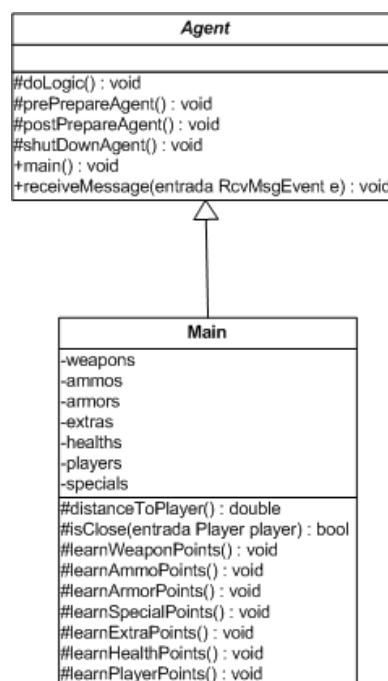 Agent
#doLogic() : void
#prePrepareAgent() : void
#postPrepareAgent() : void
#shutDownAgent() : void
+main() : void
+receiveMessage(entrada RcvMsgEvent e) : void
Main
-weapons
-ammos
-armors
-extras
-healths
-players
-specials
#distanceToPlayer() : double
#isClose(entrada Player player) : bool
#learnWeaponPoints() : void
#learnAmmoPoints() : void
#learnArmorPoints() : void
#learnSpecialPoints() : void
#learnExtraPoints() : void
#learnHealthPoints() : void
#learnPlayerPoints() : void